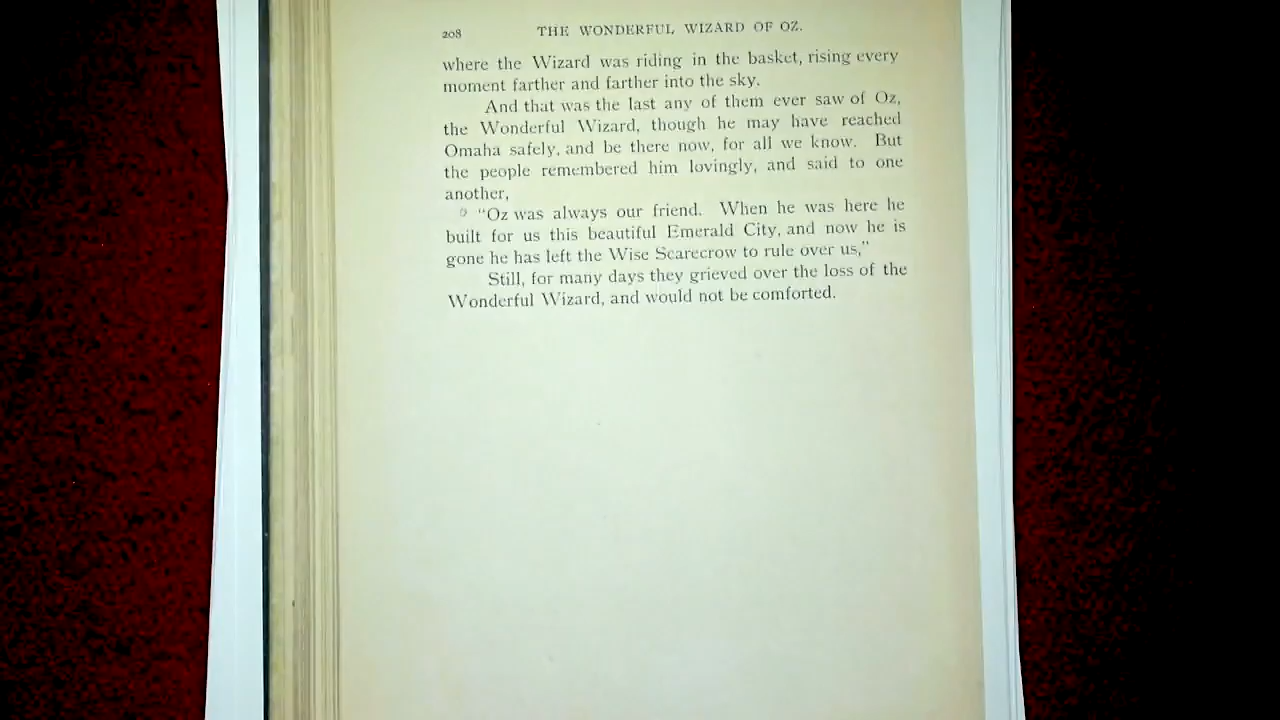 208 THE WONDERFUL WIZARD OF OZ.
where the Wizard was riding in the basket, rising every
moment farther and farther into the sky.
And that was the last any of them ever saw of Oz,
the Wonderful Wizard, though he may have reached
Omaha safely, and be there now, for all we know. But
the people remembered him lovingly, and said to one
another,
"Oz was always our friend. When he was here he
built for us this beautiful Emerald City, and now he is
gone he has left the Wise Scarecrow to rule over us,"
Still, for many days they grieved over the loss of the
Wonderful Wizard, and would not be comforted.